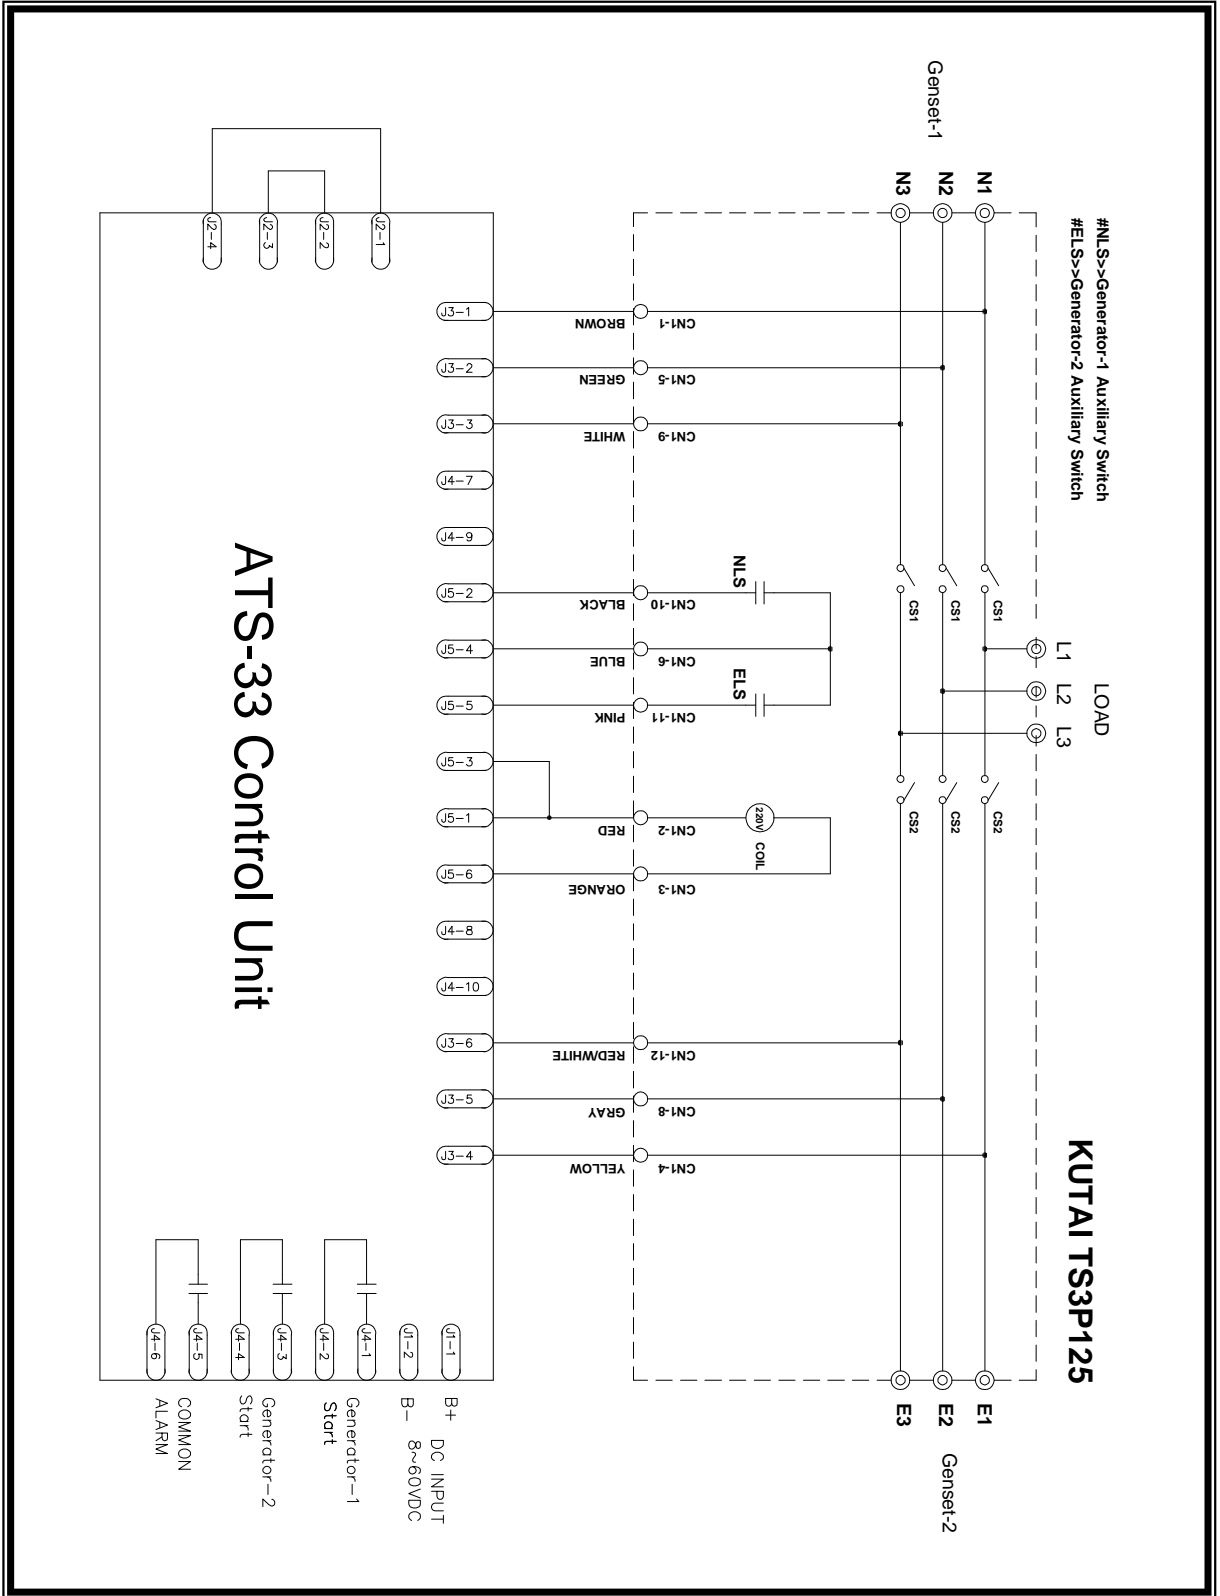 KUTAI TS3P125
#NLS>>Generator-1 Auxiliary Switch
#ELS>>Generator-2 Auxiliary Switch
LOAD
L1
L2
L3
Genset-1
N1
N2
N3
CS1
CS1
CS1
CS2
CS2
CS2
E1
E2
E3
Genset-2
NLS
ELS
220V
COIL
CN1-1
CN1-5
CN1-9
CN1-10
CN1-6
CN1-11
CN1-2
CN1-3
CN1-12
CN1-8
CN1-4
BROWN
GREEN
WHITE
BLACK
BLUE
PINK
RED
ORANGE
RED/WHITE
GRAY
YELLOW
J3-1
J3-2
J3-3
J4-7
J4-9
J5-2
J5-4
J5-5
J5-3
J5-1
J5-6
J4-8
J4-10
J3-6
J3-5
J3-4
J2-1
J2-2
J2-3
J2-4
ATS-33 Control Unit
J1-1
B+
J1-2
B-
DC INPUT
8~60VDC
J4-1
J4-2
Generator-1
Start
J4-3
J4-4
Generator-2
Start
J4-5
J4-6
COMMON
ALARM